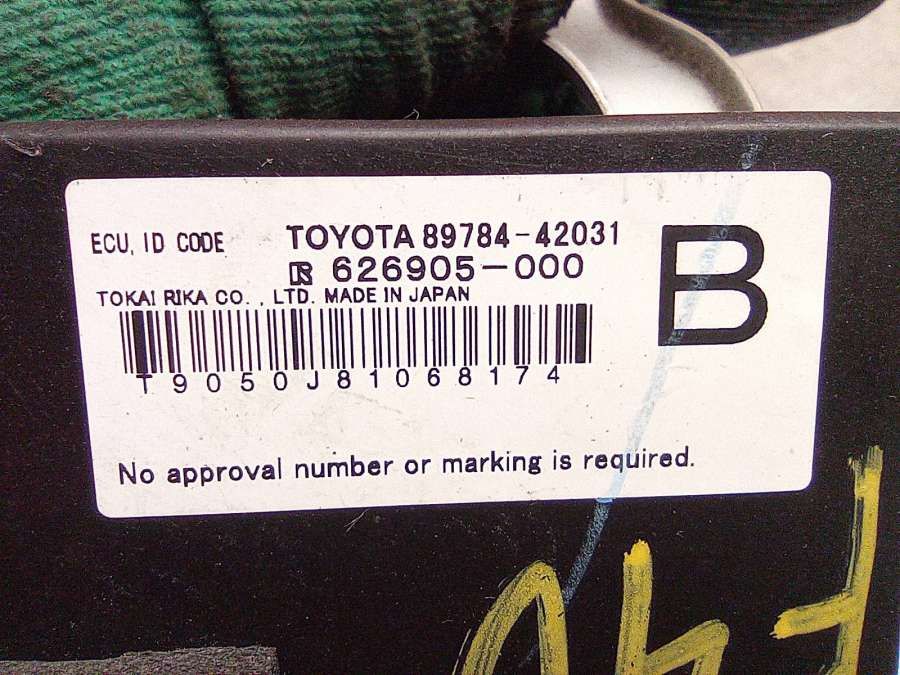 ECU, ID CODE TOYOTA 89784-42031
626905-000
B
TOKAI RIKA CO., LTD. MADE IN JAPAN
T9050J81068174
No approval number or marking is required.